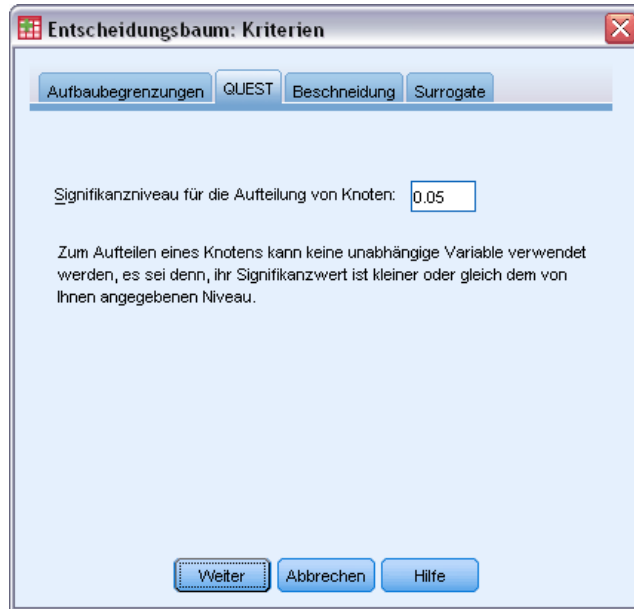 Entscheidungsbaum: Kriterien
Aufbaubegrenzungen QUEST Beschneidung Surrogate
Signifikanzniveau für die Aufteilung von Knoten: 0.05
Zum Aufteilen eines Knotens kann keine unabhängige Variable verwendet
werden, es sei denn, ihr Signifikanzwert ist kleiner oder gleich dem von
Ihnen angegebenen Niveau.
Weiter Abbrechen Hilfe